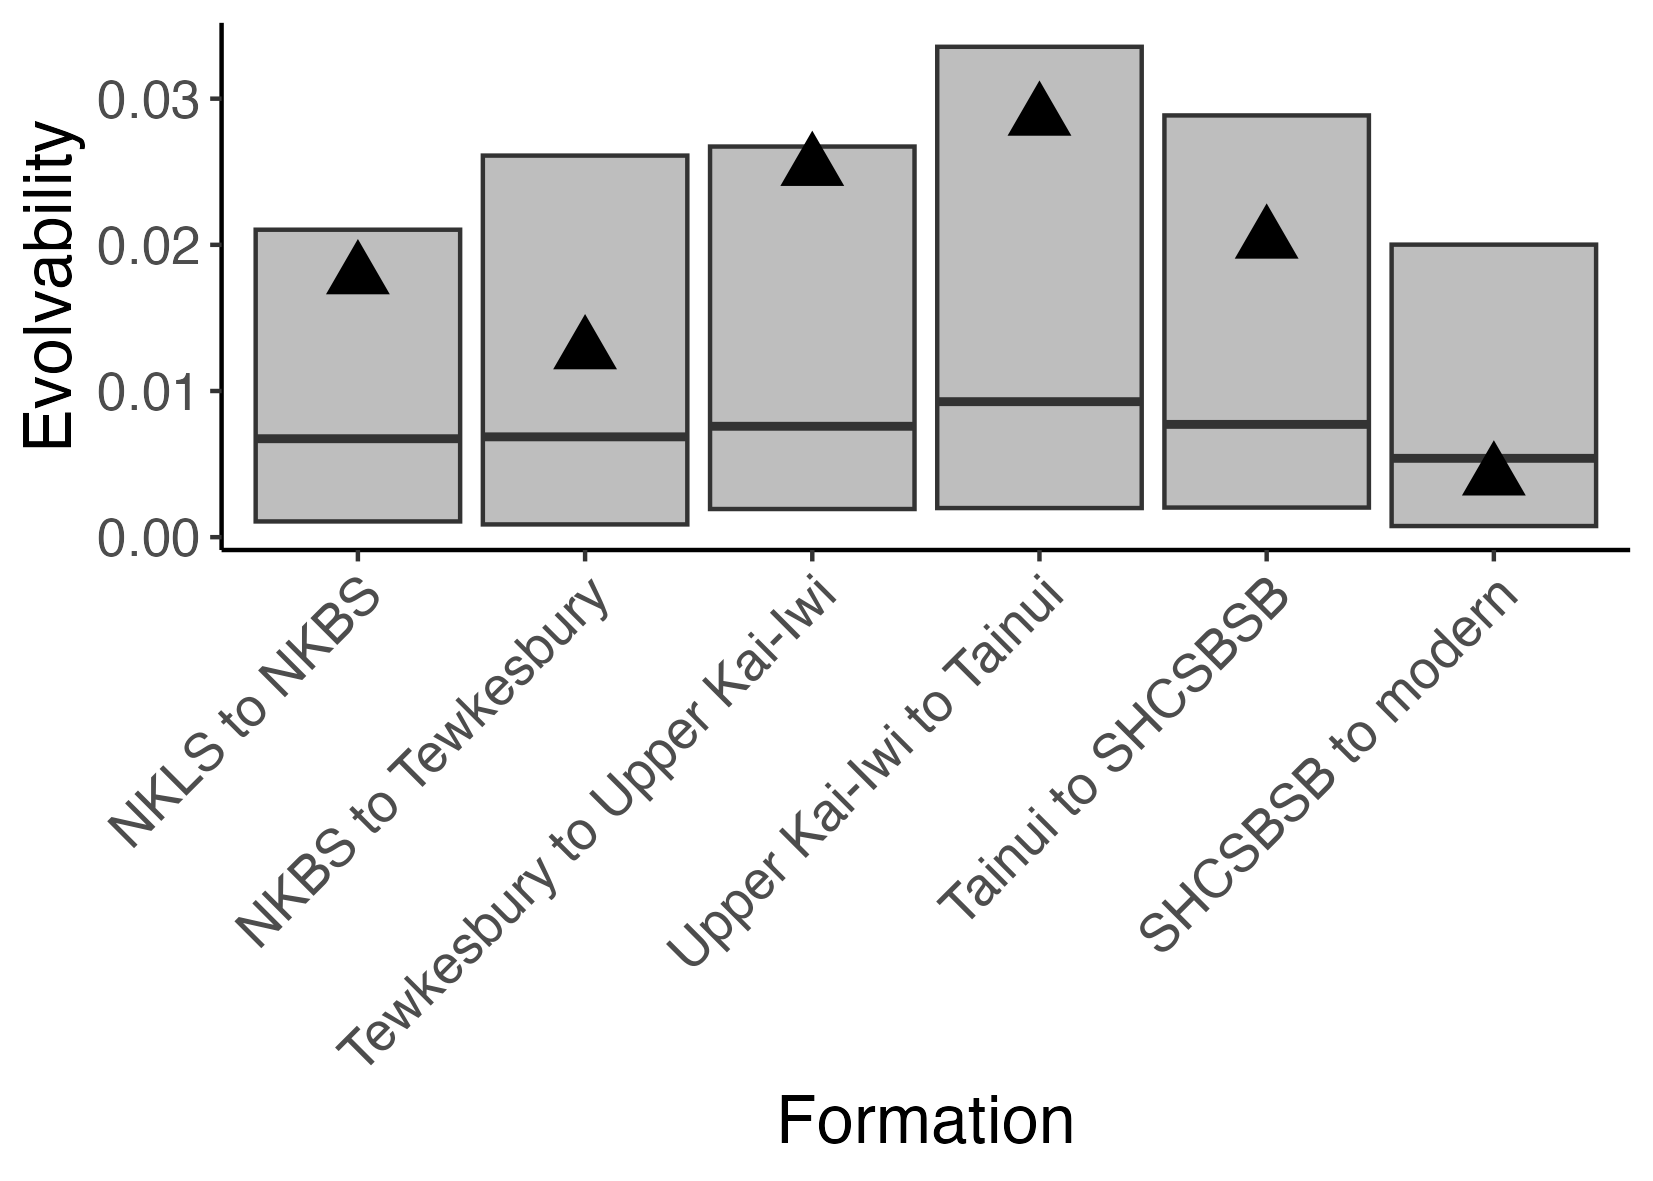 Evolvability
0.03
0.02
0.01
0.00
NKLS to NKBS
NKBS to Tewkesbury
Tewkesbury to Upper Kai-Iwi
Upper Kai-Iwi to Tainui
Tainui to SHCSBSB
SHCSBSB to modern
Formation